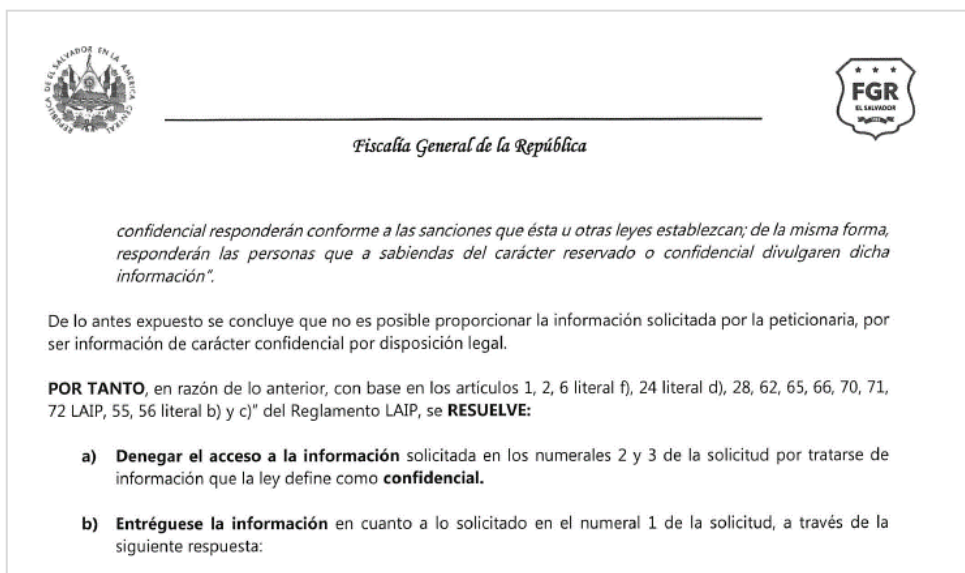 REPÚBLICA DE EL SALVADOR EN LA AMÉRICA CENTRAL
FGR
EL SALVADOR
Fiscalía General de la República
confidencial responderán conforme a las sanciones que ésta u otras leyes establezcan; de la misma forma,
responderán las personas que a sabiendas del carácter reservado o confidencial divulgaren dicha
información".
De lo antes expuesto se concluye que no es posible proporcionar la información solicitada por la peticionaria, por
ser información de carácter confidencial por disposición legal.
POR TANTO, en razón de lo anterior, con base en los artículos 1, 2, 6 literal f), 24 literal d), 28, 62, 65, 66, 70, 71,
72 LAIP, 55, 56 literal b) y c)" del Reglamento LAIP, se RESUELVE:
a) Denegar el acceso a la información solicitada en los numerales 2 y 3 de la solicitud por tratarse de
información que la ley define como confidencial.
b) Entréguese la información en cuanto a lo solicitado en el numeral 1 de la solicitud, a través de la
siguiente respuesta: